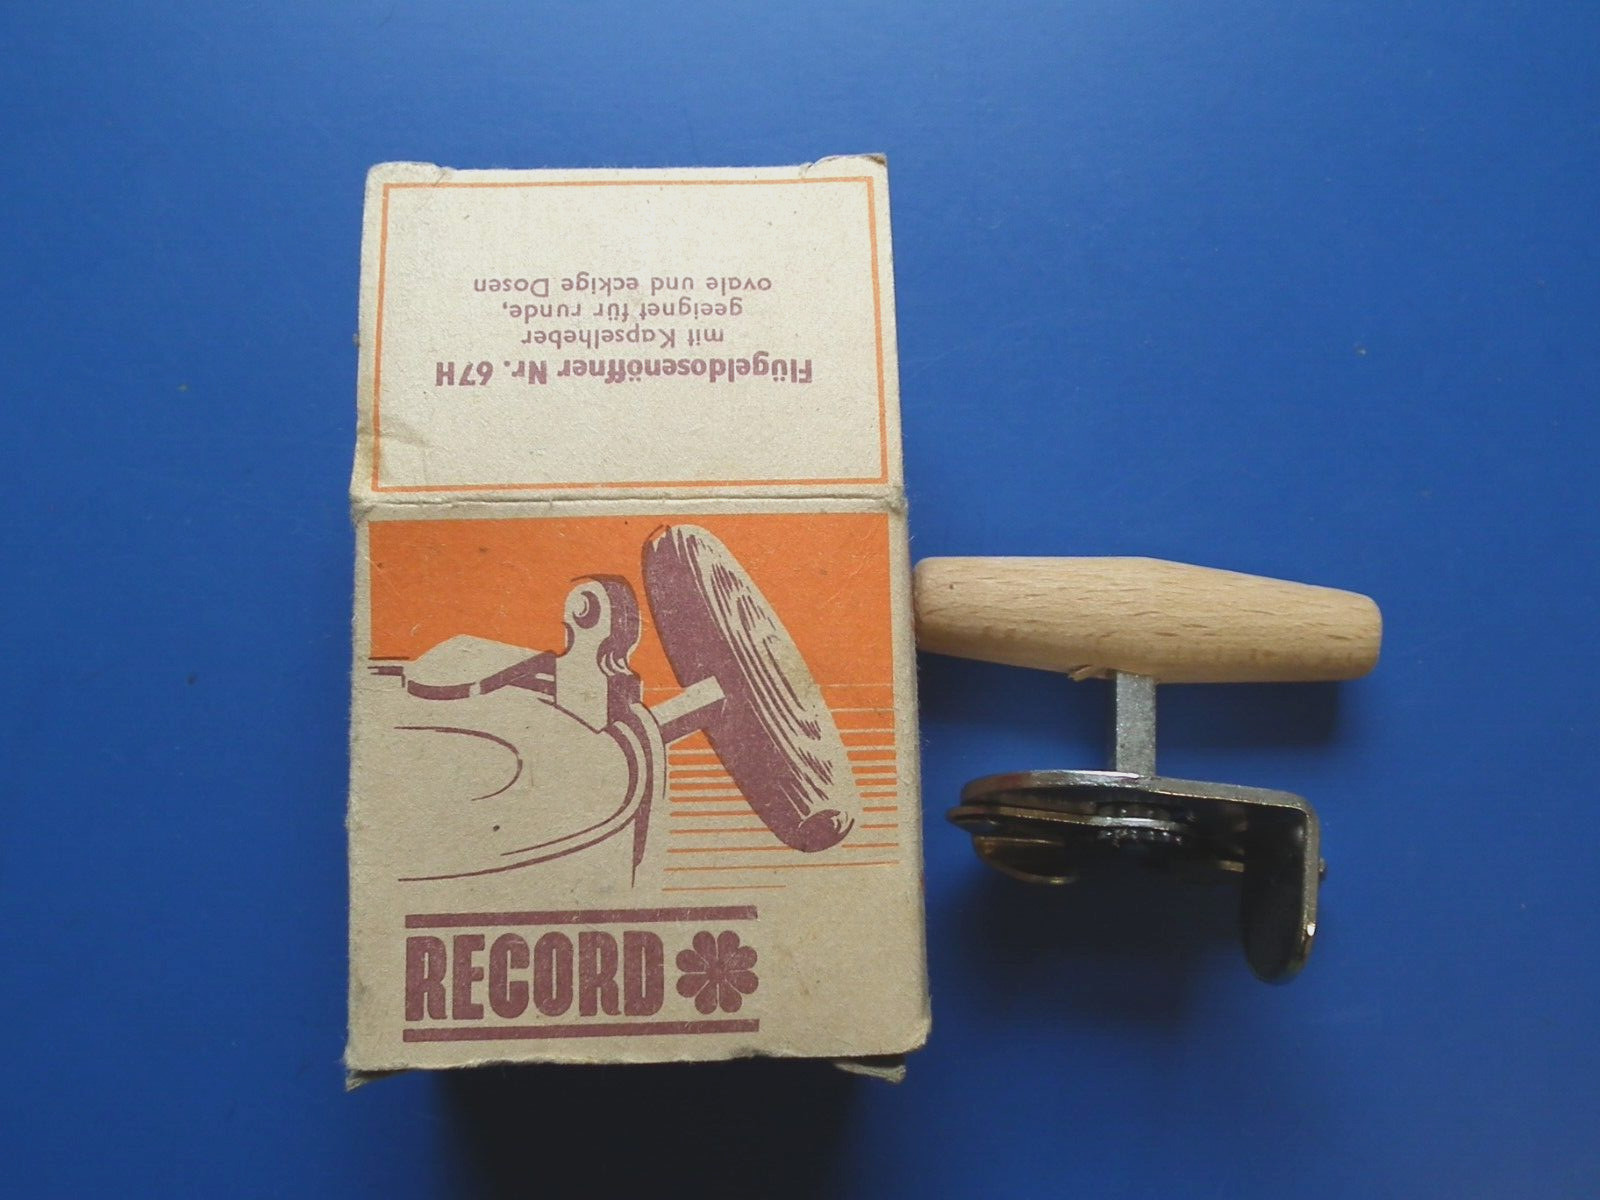 Flügeldosenöffner Nr. 67H
mit Kapselheber
geeignet für runde,
ovale und eckige Dosen
RECORD